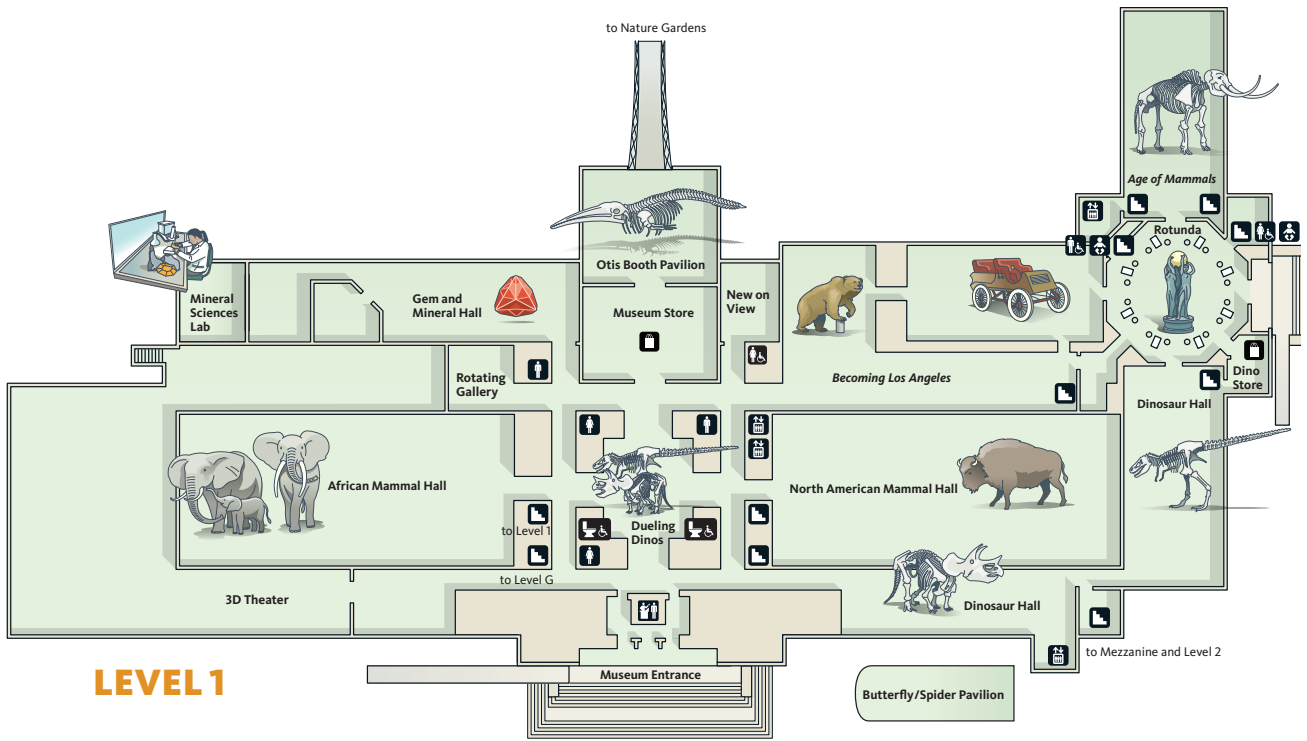 to Nature Gardens
Age of Mammals
Rotunda
Otis Booth Pavilion
Mineral
Sciences
Lab
Gem and
Mineral Hall
Museum Store
New on
View
Rotating
Gallery
Becoming Los Angeles
Dino
Store
Dinosaur Hall
African Mammal Hall
North American Mammal Hall
to Level 1
Dueling
Dinos
to Level G
3D Theater
Dinosaur Hall
to Mezzanine and Level 2
LEVEL 1
Museum Entrance
Butterfly/Spider Pavilion